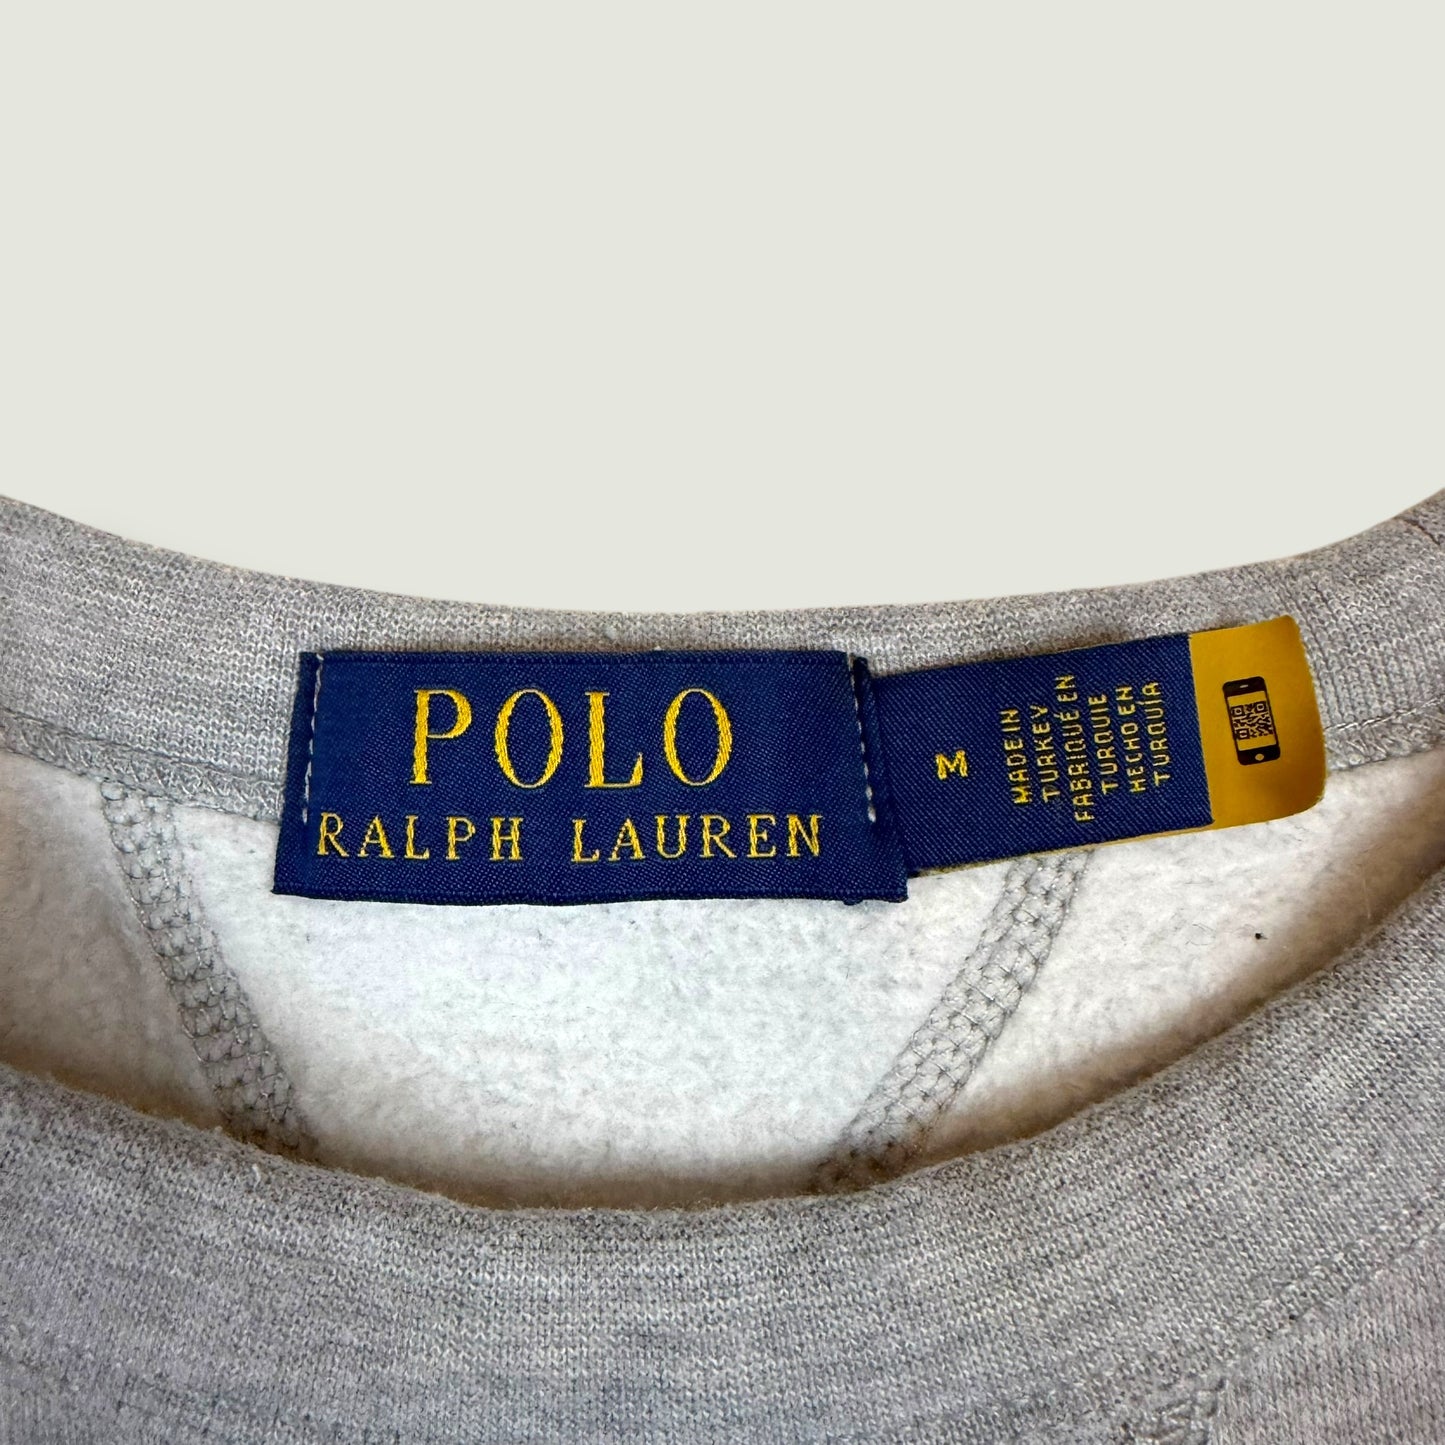 POLO
RALPH LAUREN
M
MADE IN
TURKEY
FABRIQUÉ EN
TURQUIE
HECHO EN
TURQUÍA